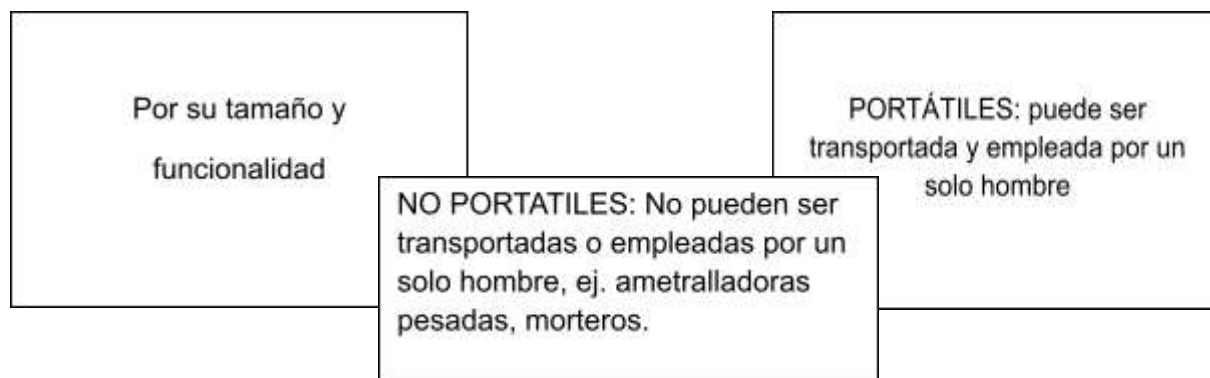 Por su tamaño y
funcionalidad
PORTÁTILES: puede ser
transportada y empleada por un
solo hombre
NO PORTATILES: No pueden ser
transportadas o empleadas por un
solo hombre, ej. ametralladoras
pesadas, morteros.